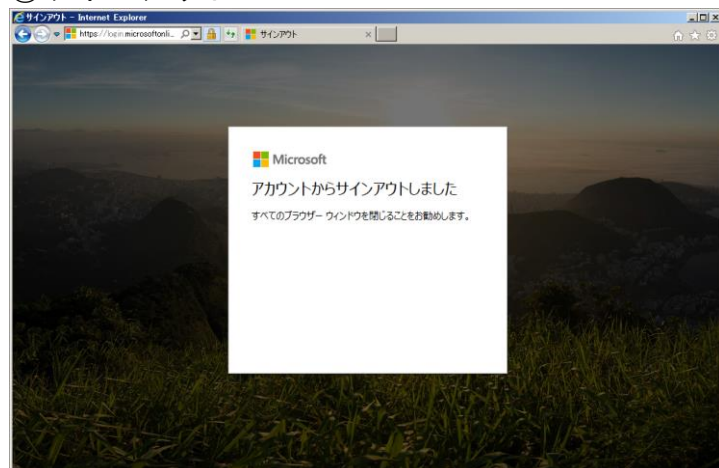 サインアウト - Internet Explorer
https://login.microsoftonli...
サインアウト
Microsoft
アカウントからサインアウトしました
すべてのブラウザー ウィンドウを閉じることをお勧めします。